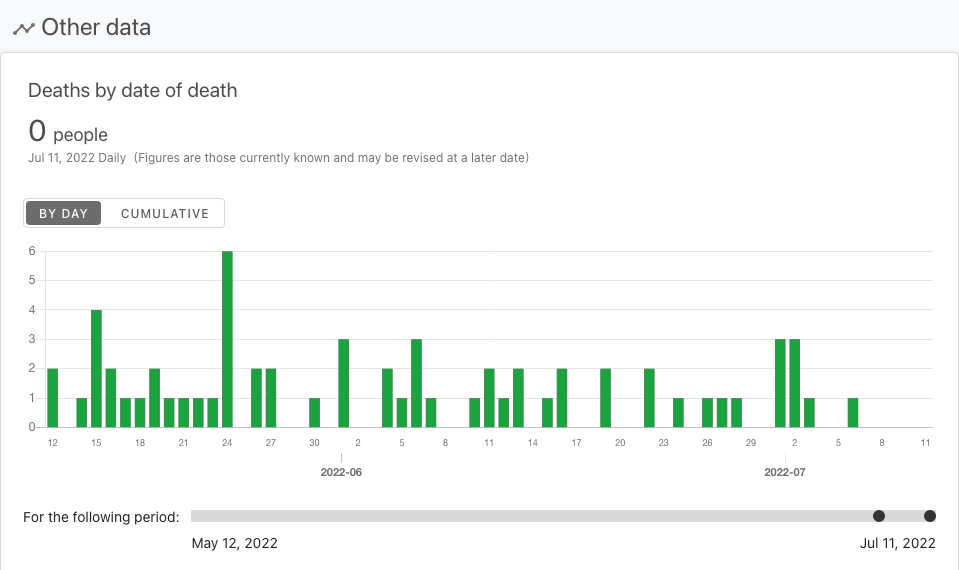 Other data
Deaths by date of death
0 people
Jul 11, 2022 Daily (Figures are those currently known and may be revised at a later date)
BY DAY CUMULATIVE
6
5
4
3
2
1
0
12 15 18 21 24 27 30 2 5 8 11 14 17 20 23 26 29 2 5 8 11
2022-06 2022-07
For the following period:
May 12, 2022 Jul 11, 2022